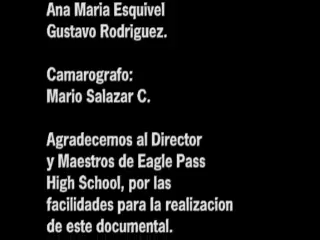 Ana Maria Esquivel
Gustavo Rodriguez.
Camarografo:
Mario Salazar C.
Agradecemos al Director
y Maestros de Eagle Pass
High School, por las
facilidades para la realizacion
de este documental.